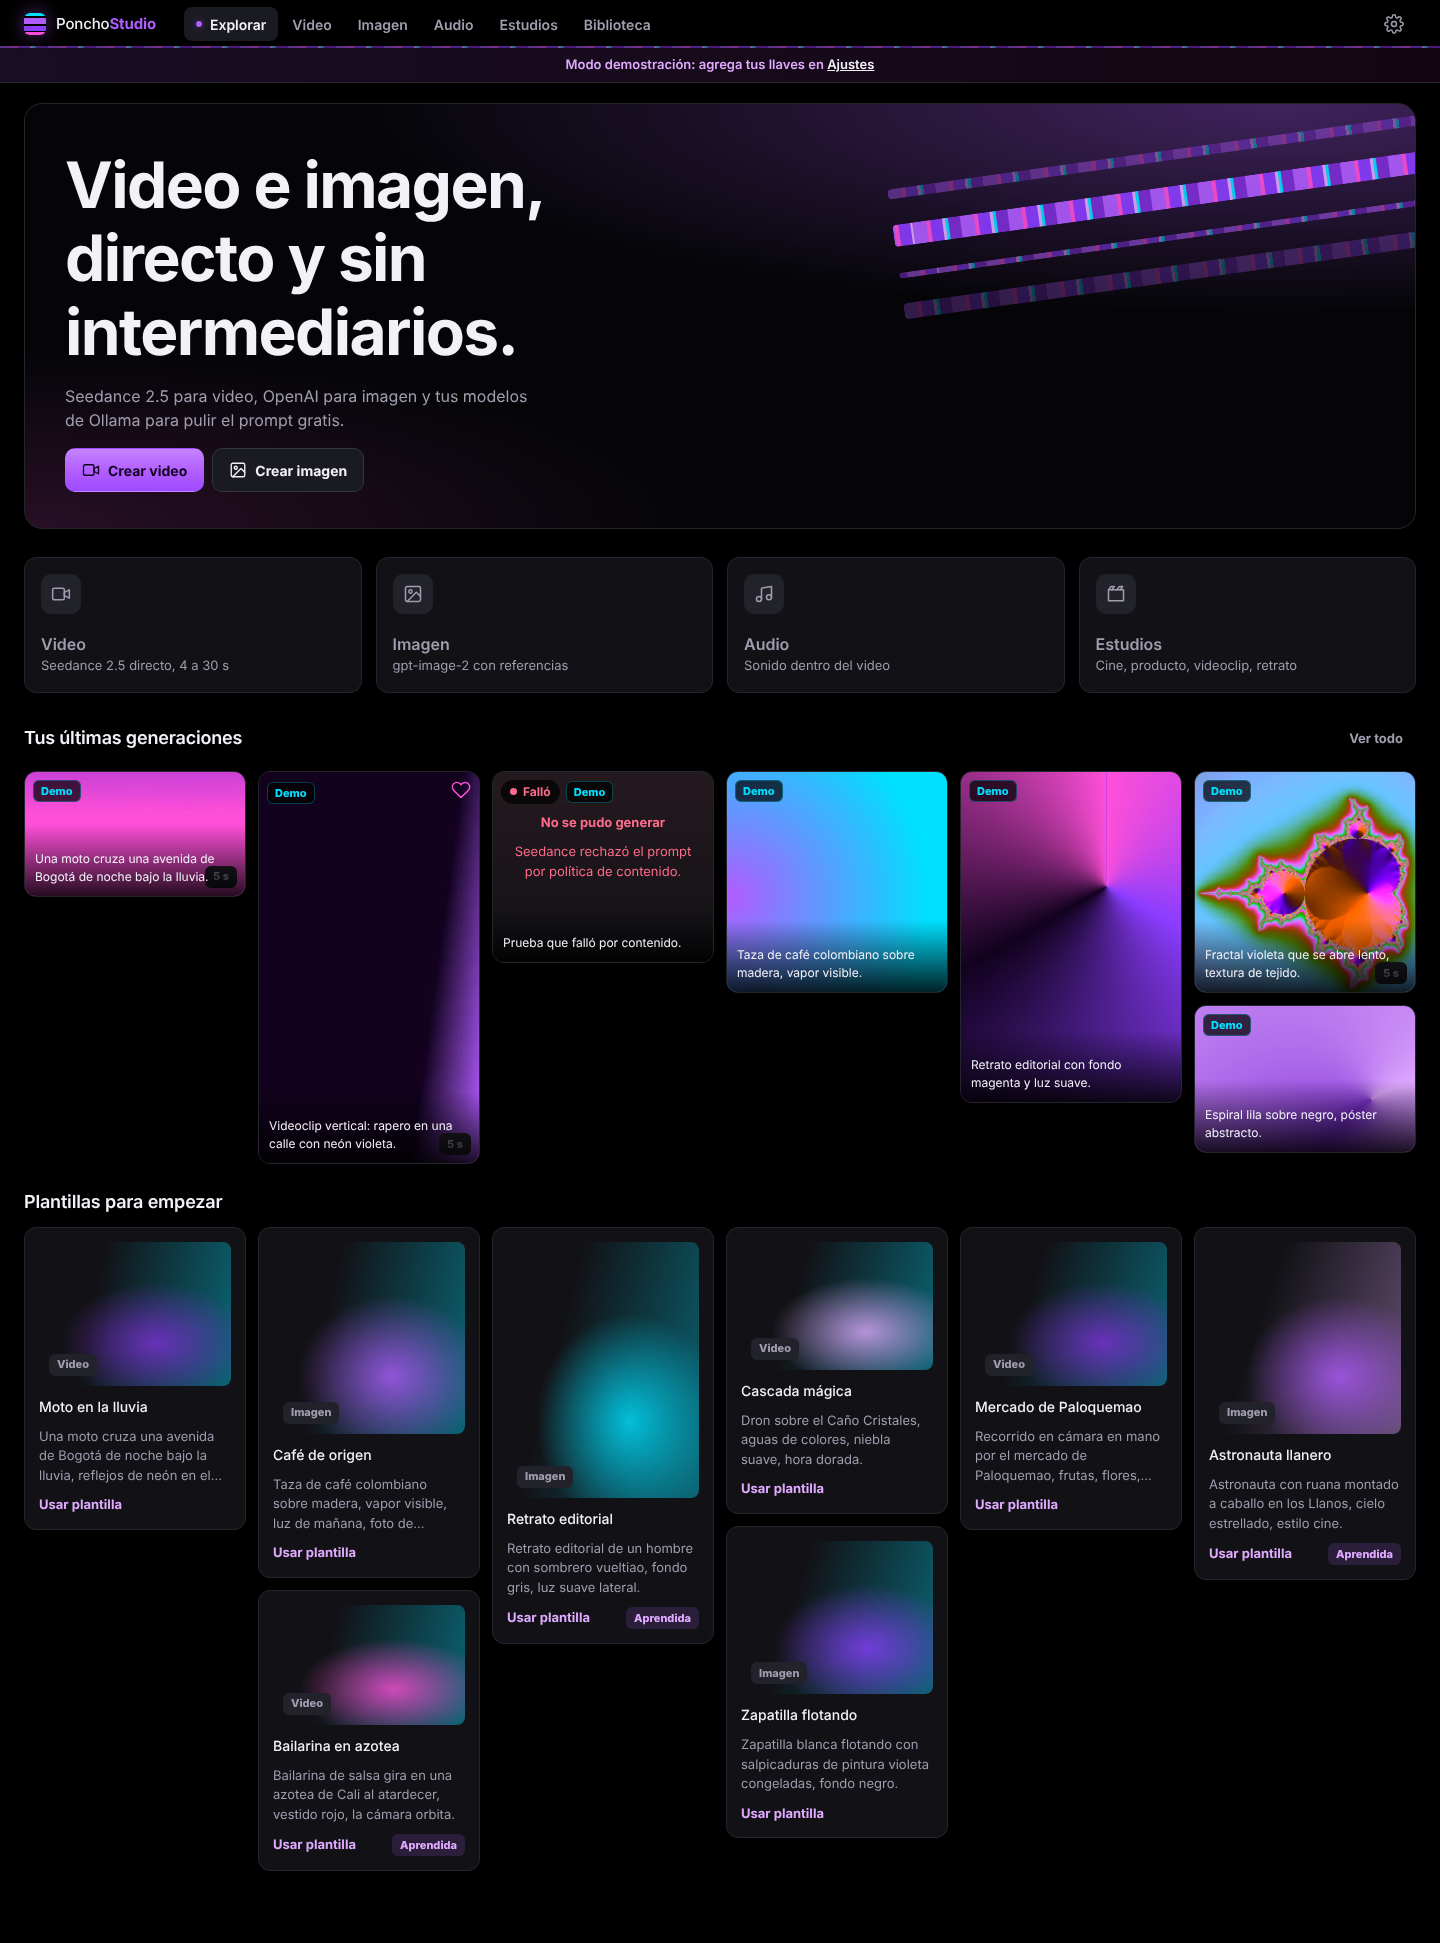 PonchoStudio
Explorar
Video
Imagen
Audio
Estudios
Biblioteca
Modo demostración: agrega tus llaves en Ajustes
Video e imagen,
directo y sin
intermediarios.
Seedance 2.5 para video, OpenAI para imagen y tus modelos
de Ollama para pulir el prompt gratis.
Crear video
Crear imagen
Video
Seedance 2.5 directo, 4 a 30 s
Imagen
gpt-image-2 con referencias
Audio
Sonido dentro del video
Estudios
Cine, producto, videoclip, retrato
Tus últimas generaciones
Ver todo
Demo
Una moto cruza una avenida de
Bogotá de noche bajo la lluvia.
5 s
Demo
Videoclip vertical: rapero en una
calle con neón violeta.
5 s
Falló
Demo
No se pudo generar
Seedance rechazó el prompt
por política de contenido.
Prueba que falló por contenido.
Demo
Taza de café colombiano sobre
madera, vapor visible.
Demo
Retrato editorial con fondo
magenta y luz suave.
Demo
Fractal violeta que se abre lento,
textura de tejido.
5 s
Demo
Espiral lila sobre negro, póster
abstracto.
Plantillas para empezar
Video
Moto en la lluvia
Una moto cruza una avenida
de Bogotá de noche bajo la
lluvia, reflejos de neón en el...
Usar plantilla
Imagen
Café de origen
Taza de café colombiano
sobre madera, vapor visible,
luz de mañana, foto de...
Usar plantilla
Video
Bailarina en azotea
Bailarina de salsa gira en una
azotea de Cali al atardecer,
vestido rojo, la cámara orbita.
Usar plantilla
Aprendida
Imagen
Retrato editorial
Retrato editorial de un hombre
con sombrero vueltiao, fondo
gris, luz suave lateral.
Usar plantilla
Aprendida
Video
Cascada mágica
Dron sobre el Caño Cristales,
aguas de colores, niebla
suave, hora dorada.
Usar plantilla
Imagen
Zapatilla flotando
Zapatilla blanca flotando con
salpicaduras de pintura violeta
congeladas, fondo negro.
Usar plantilla
Video
Mercado de Paloquemao
Recorrido en cámara en mano
por el mercado de
Paloquemao, frutas, flores,...
Usar plantilla
Imagen
Astronauta llanero
Astronauta con ruana montado
a caballo en los Llanos, cielo
estrellado, estilo cine.
Usar plantilla
Aprendida